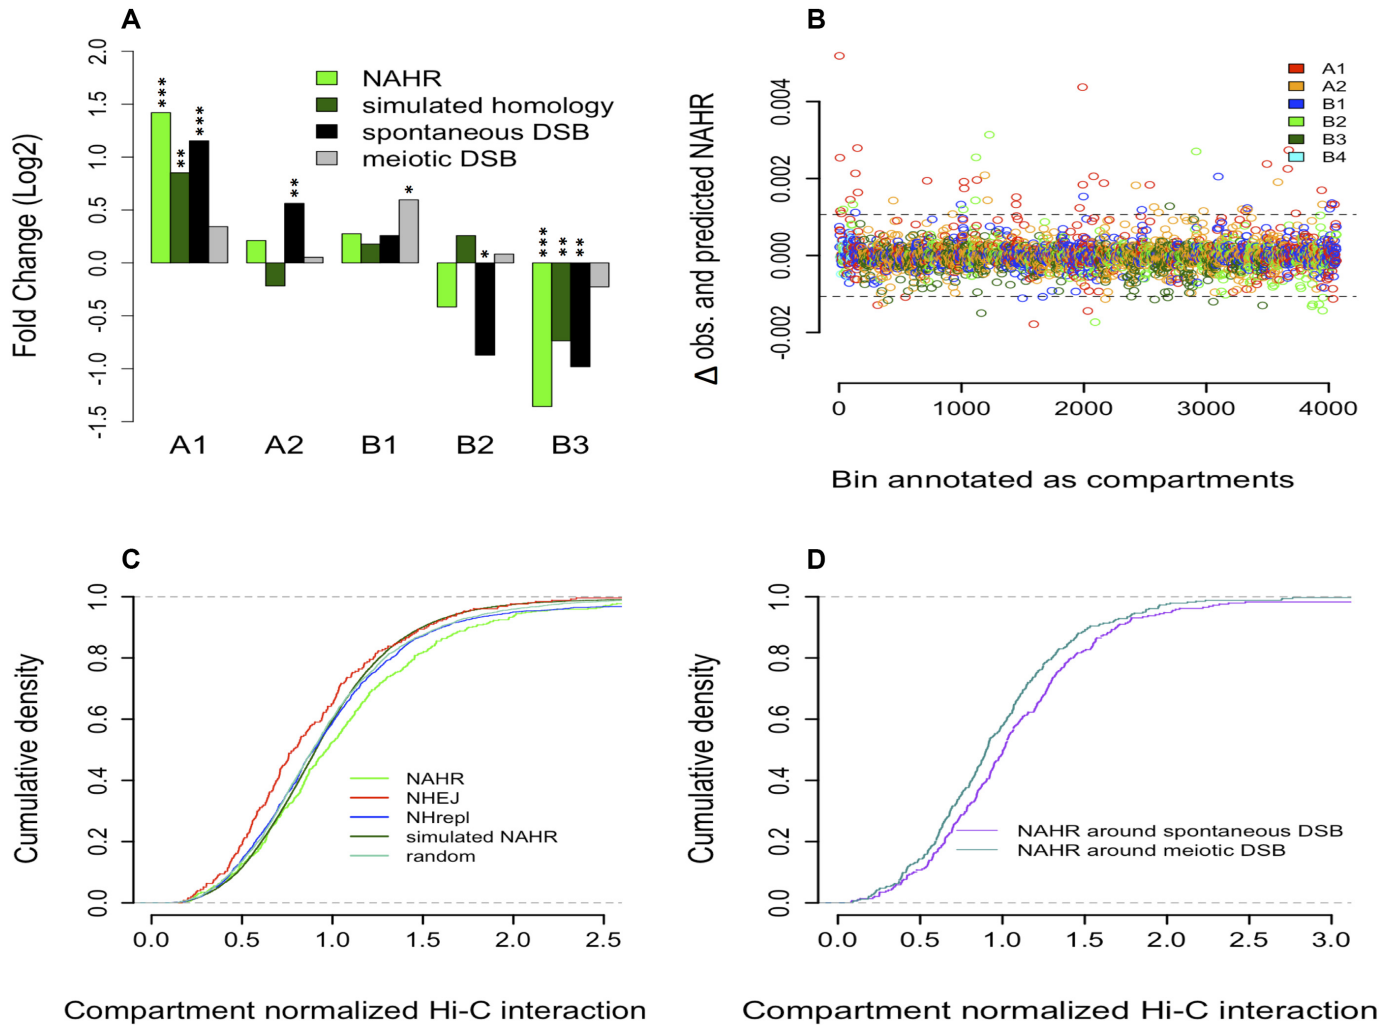 A
Fold Change (Log2)
2.0
1.5
1.0
0.5
0.0
-0.5
-1.0
-1.5
NAHR
simulated homology
spontaneous DSB
meiotic DSB
***
**
***
**
*
*
***
**
**
A1 A2 B1 B2 B3
B
Δ obs. and predicted NAHR
0.004
0.002
0.000
-0.002
A1
A2
B1
B2
B3
B4
0 1000 2000 3000 4000
Bin annotated as compartments
C
Cumulative density
1.0
0.8
0.6
0.4
0.2
0.0
NAHR
NHEJ
NHrepl
simulated NAHR
random
0.0 0.5 1.0 1.5 2.0 2.5
Compartment normalized Hi-C interaction
D
Cumulative density
1.0
0.8
0.6
0.4
0.2
0.0
NAHR around spontaneous DSB
NAHR around meiotic DSB
0.0 0.5 1.0 1.5 2.0 2.5 3.0
Compartment normalized Hi-C interaction